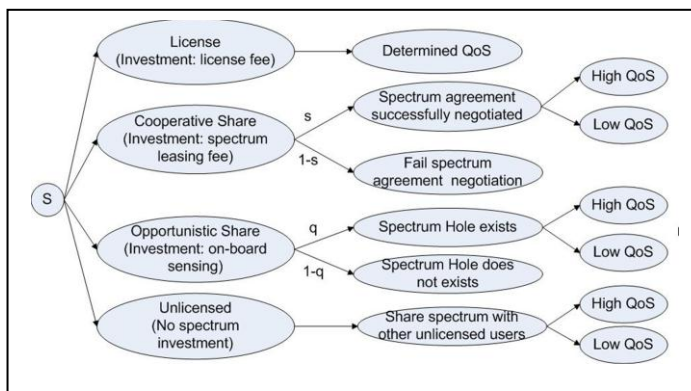 License
(Investment: license fee)
Determined QoS
High QoS
Cooperative Share
(Investment: spectrum
leasing fee)
s
1-s
Spectrum agreement
successfully negotiated
Low QoS
Fail spectrum
agreement negotiation
S
High QoS
Opportunistic Share
(Investment: on-board
sensing)
q
1-q
Spectrum Hole exists
Low QoS
Spectrum Hole does
not exists
High QoS
Unlicensed
(No spectrum
investment)
Share spectrum with
other unlicensed users
Low QoS